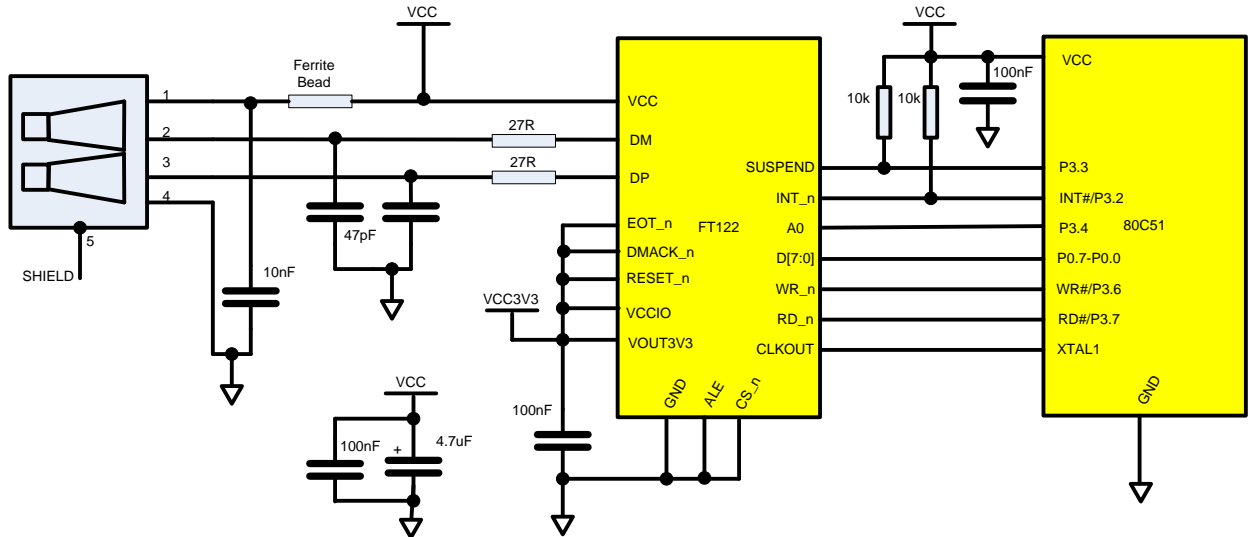 VCC
VCC
Ferrite
Bead
1
2
3
4
5
SHIELD
27R
27R
47pF
10nF
VCC3V3
VCC
100nF
+
4.7uF
100nF
VCC
DM
DP
EOT_n
DMACK_n
RESET_n
VCCIO
VOUT3V3
FT122
SUSPEND
INT_n
A0
D[7:0]
WR_n
RD_n
CLKOUT
GND
ALE
CS_n
10k
10k
100nF
VCC
P3.3
INT#/P3.2
P3.4
80C51
P0.7-P0.0
WR#/P3.6
RD#/P3.7
XTAL1
GND